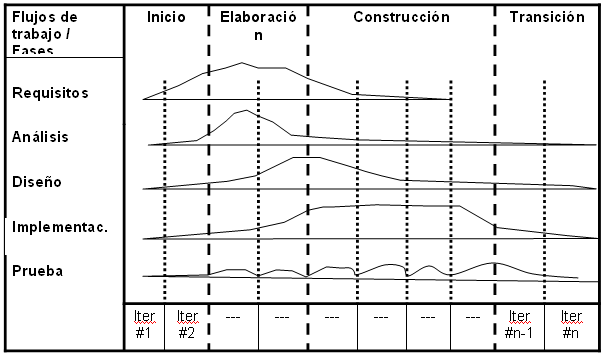 Flujos de
trabajo /
Fases
Inicio
Elaboració
n
Construcción
Transición
Requisitos
Análisis
Diseño
Implementac.
Prueba
Iter
#1
Iter
#2
---
---
---
---
---
---
Iter
#n-1
Iter
#n